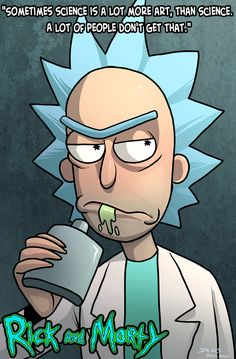 "SOMETIMES SCIENCE IS A LOT MORE ART, THAN SCIENCE.
A LOT OF PEOPLE DON'T GET THAT."
RICK AND MORTY